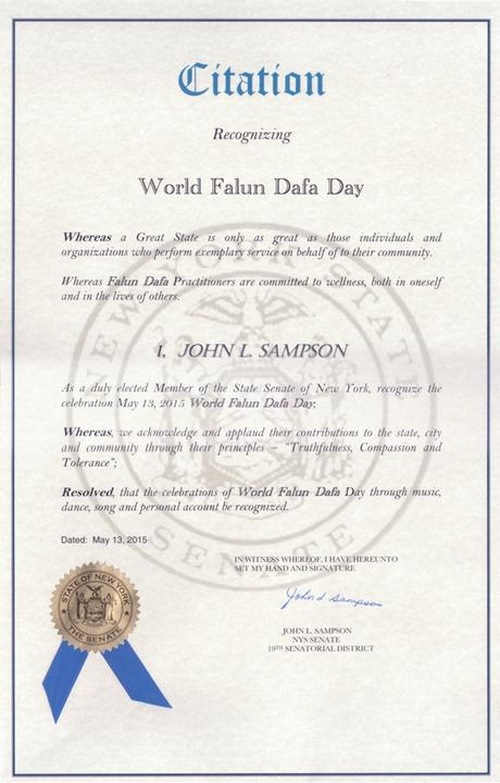 Citation
Recognizing
World Falun Dafa Day
Whereas a Great State is only as great as those individuals and
organizations who perform exemplary service on behalf of to their community.
Whereas Falun Dafa Practitioners are committed to wellness, both in oneself
and in the lives of others.
I, JOHN L. SAMPSON
As a duly elected Member of the State Senate of New York, recognize the
celebration May 13, 2015 World Falun Dafa Day;
Whereas, we acknowledge and applaud their contributions to the state, city
and community through their principles - "Truthfulness, Compassion and
Tolerance";
Resolved, that the celebrations of World Falun Dafa Day through music,
dance, song and personal account be recognized.
Dated: May 13, 2015
IN WITNESS WHEREOF, I HAVE HEREUNTO
SET MY HAND AND SIGNATURE
John L Sampson
JOHN L. SAMPSON
NYS SENATE
19TH SENATORIAL DISTRICT
STATE OF NEW YORK
THE SENATE
NEW YORK STATE
SENATE